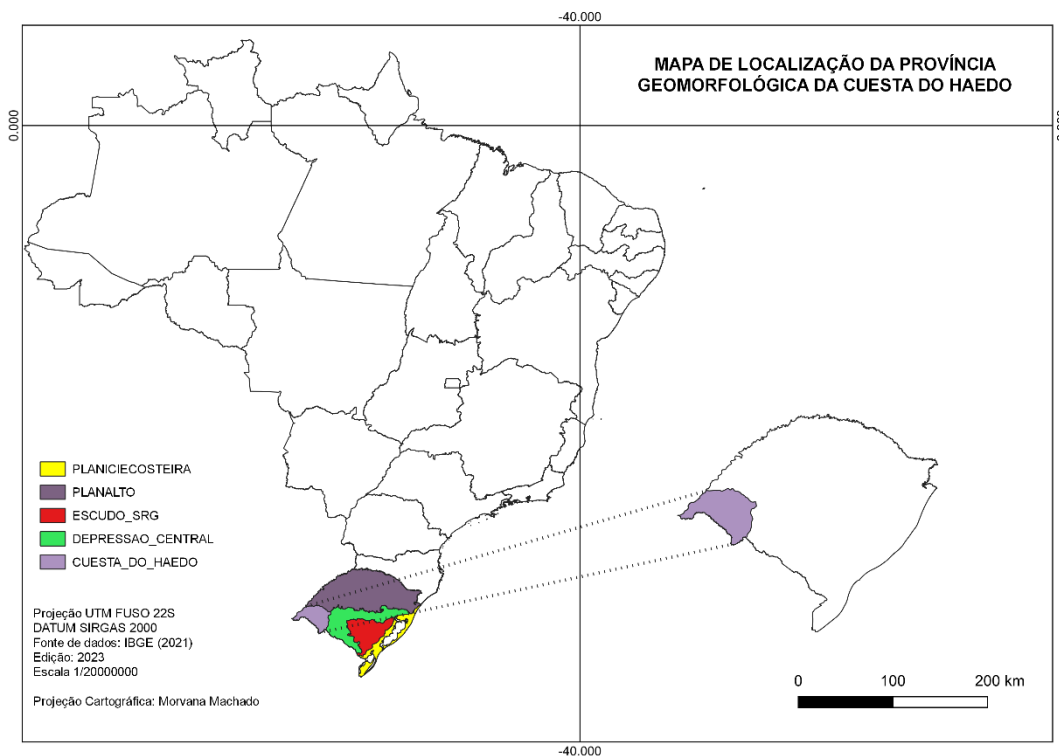 -40.000
MAPA DE LOCALIZAÇÃO DA PROVÍNCIA
GEOMORFOLÓGICA DA CUESTA DO HAEDO
0.000
0.000
PLANICIECOSTEIRA
PLANALTO
ESCUDO_SRG
DEPRESSAO_CENTRAL
CUESTA_DO_HAEDO
Projeção UTM FUSO 22S
DATUM SIRGAS 2000
Fonte de dados: IBGE (2021)
Edição: 2023
Escala 1/20000000
Projeção Cartográfica: Morvana Machado
0 100 200 km
-40.000